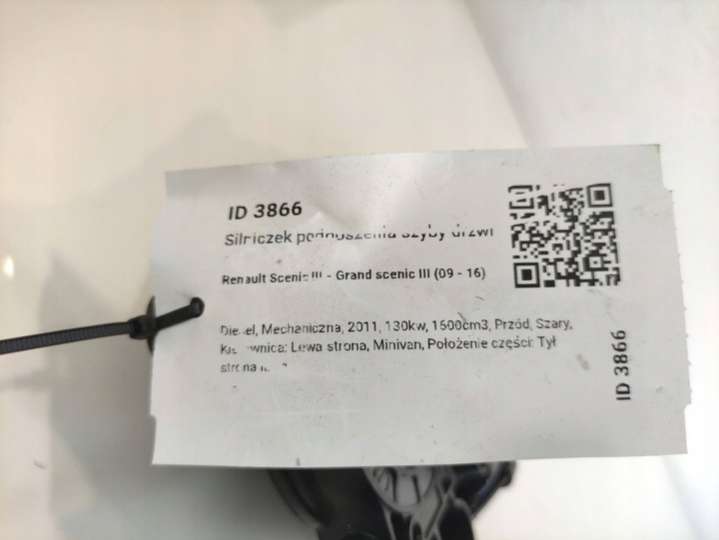 ID 3866
Silniczek podnoszenia szyby drzwi
Renault Scenic III - Grand scenic III (09 - 16)
Diesel, Mechaniczna, 2011, 130kw, 1600cm3, Przód, Szary,
Kierownica: Lewa strona, Minivan, Położenie części: Tył
strona
ID 3866